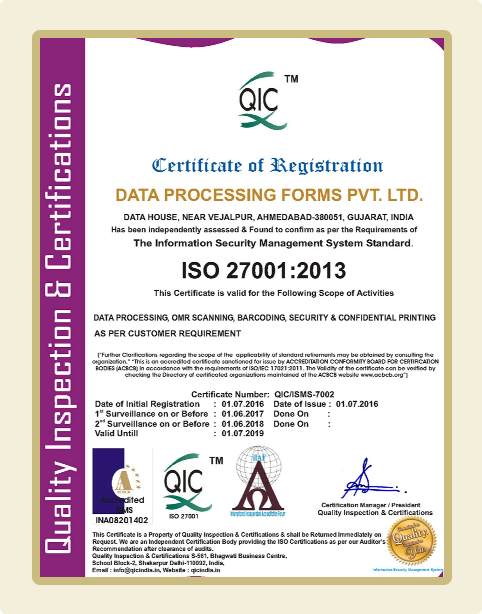 Quality Inspection & Certifications
QIC TM
Certificate of Registration
DATA PROCESSING FORMS PVT. LTD.
DATA HOUSE, NEAR VEJALPUR, AHMEDABAD-380051, GUJARAT, INDIA
Has been independently assessed & Found to confirm as per the Requirements of
The Information Security Management System Standard.
ISO 27001:2013
This Certificate is valid for the Following Scope of Activities
DATA PROCESSING, OMR SCANNING, BARCODING, SECURITY & CONFIDENTIAL PRINTING
AS PER CUSTOMER REQUIREMENT
["Further Clarifications regarding the scope of the applicability of standard retirements may be obtained by consulting the
organization." "This is an accredited certificate sanctioned for issue by ACCREDITATION CONFORMITY BOARD FOR CERTIFICATION
BODIES (ACBCB) in accordance with the requirements of ISO/IEC 17021:2011. The Validity of the certificate can be verified by
checking the Directory of certificated organizations maintained at the ACBCB website www.acbcb.org"]
Certificate Number: QIC/ISMS-7002
Date of Initial Registration : 01.07.2016 Date of Issue : 01.07.2016
1st Surveillance on or Before : 01.06.2017 Done On :
2nd Surveillance on or Before : 01.06.2018 Done On :
Valid Untill : 01.07.2019
Accredited
INA08201402
QIC TM
ISO 27001
Certification Manager / President
Quality Inspection & Certifications
Quality
This Certificate is a Property of Quality Inspection & Certifications & shall be Returned Immediately on
Request. We are an Independent Certification Body providing the ISO Certifications as per our Auditor's
Recommendation after clearance of audits.
Quality Inspection & Certifications S-561, Bhagwati Business Centre,
School Block-2, Shakarpur Delhi-110092, India,
Email : info@qicindia.in, Website : qicindia.in
Information Security Management System